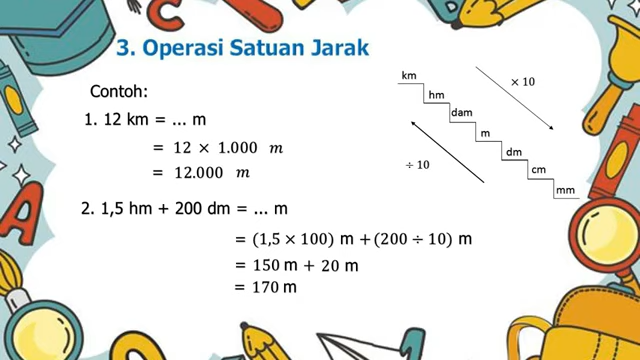 3. Operasi Satuan Jarak
Contoh:
1. 12 km = ... m
= 12 × 1.000 m
= 12.000 m
2. 1,5 hm + 200 dm = ... m
= (1,5 × 100) m + (200 ÷ 10) m
= 150 m + 20 m
= 170 m
km
hm
dam
m
dm
cm
mm
× 10
÷ 10